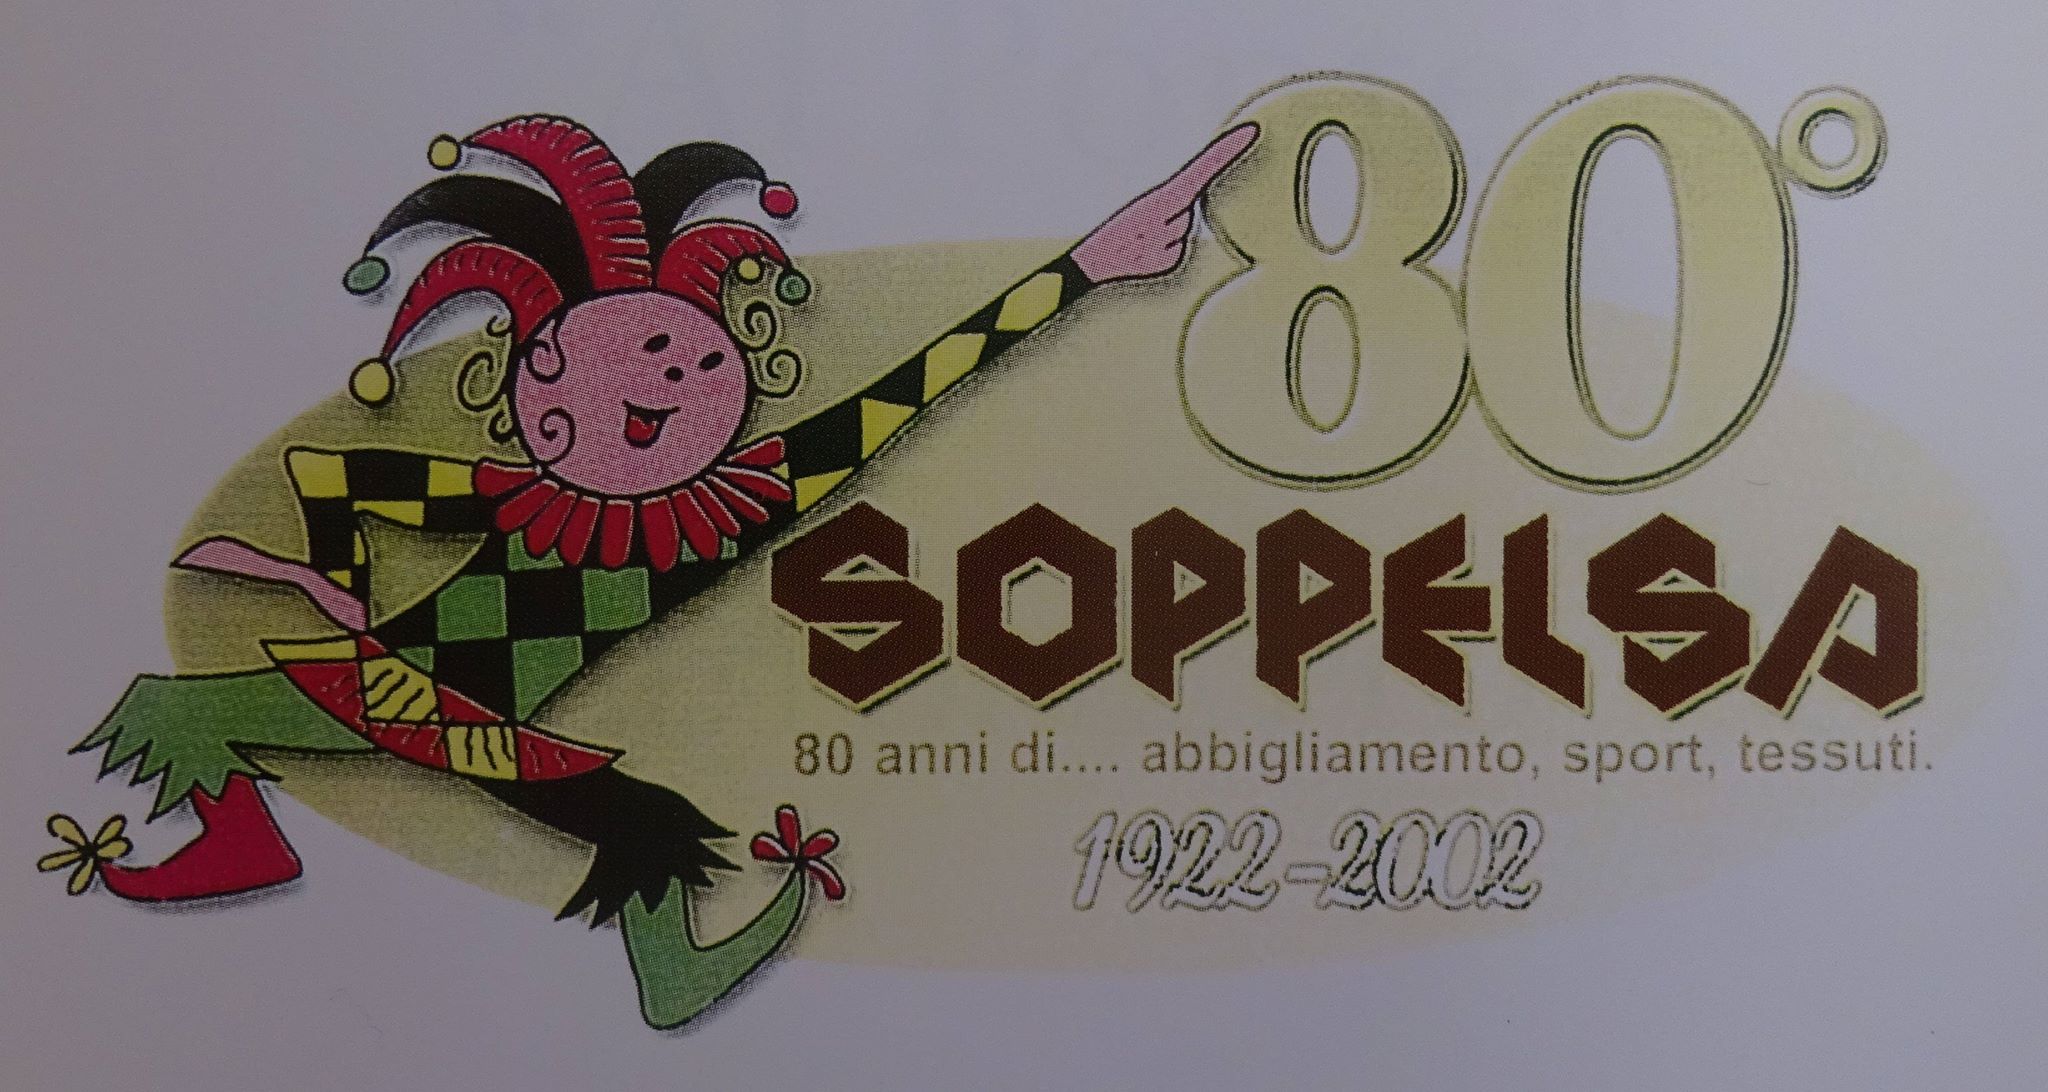 80°
SOPPELSA
80 anni di.... abbigliamento, sport, tessuti.
1922-2002